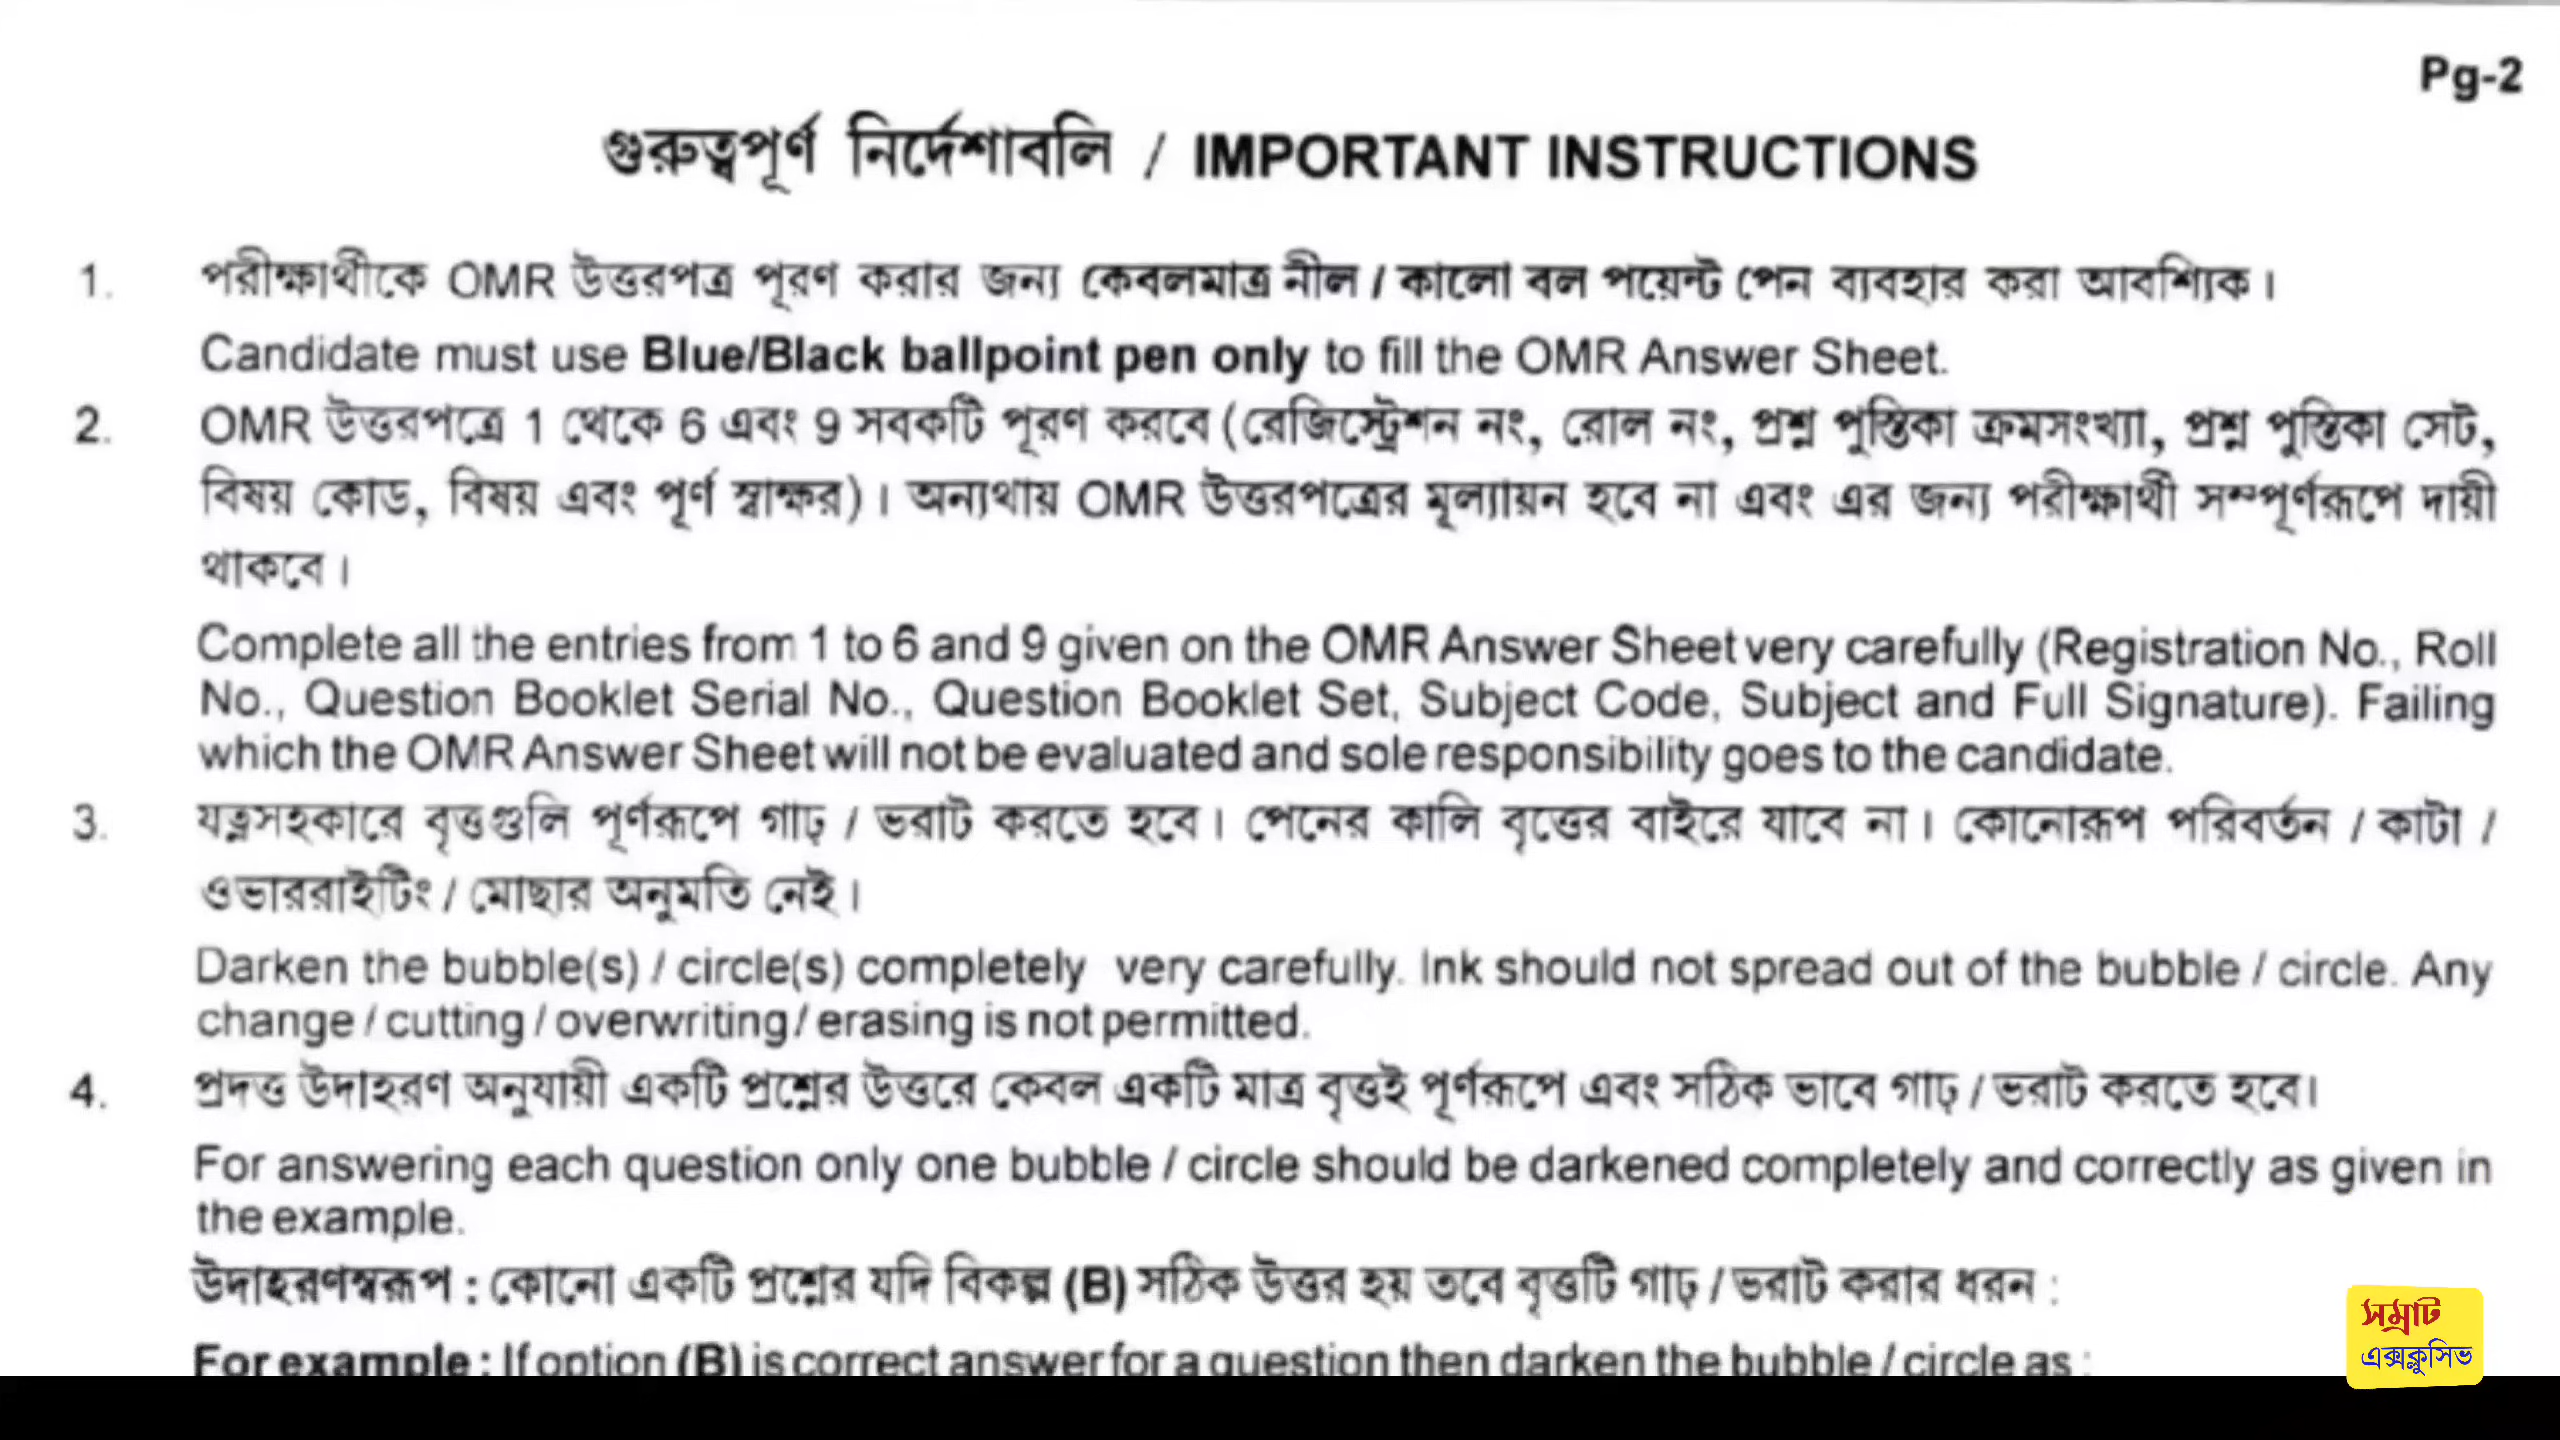 Pg-2
গুরুত্বপূর্ণ নির্দেশাবলি / IMPORTANT INSTRUCTIONS
1. পরীক্ষার্থীকে OMR উত্তরপত্র পূরণ করার জন্য কেবলমাত্র নীল / কালো বল পয়েন্ট পেন ব্যবহার করা আবশ্যিক।
Candidate must use Blue/Black ballpoint pen only to fill the OMR Answer Sheet.
2. OMR উত্তরপত্রে 1 থেকে 6 এবং 9 সবকটি পূরণ করবে (রেজিস্ট্রেশন নং, রোল নং, প্রশ্ন পুস্তিকা ক্রমসংখ্যা, প্রশ্ন পুস্তিকা সেট,
বিষয় কোড, বিষয় এবং পূর্ণ স্বাক্ষর)। অন্যথায় OMR উত্তরপত্রের মূল্যায়ন হবে না এবং এর জন্য পরীক্ষার্থী সম্পূর্ণরূপে দায়ী
থাকবে।
Complete all the entries from 1 to 6 and 9 given on the OMR Answer Sheet very carefully (Registration No., Roll
No., Question Booklet Serial No., Question Booklet Set, Subject Code, Subject and Full Signature). Failing
which the OMR Answer Sheet will not be evaluated and sole responsibility goes to the candidate.
3. যত্নসহকারে বৃত্তগুলি পূর্ণরূপে গাঢ় / ভরাট করতে হবে। পেনের কালি বৃত্তের বাইরে যাবে না। কোনোরূপ পরিবর্তন / কাটা /
ওভাররাইটিং / মোছার অনুমতি নেই।
Darken the bubble(s) / circle(s) completely very carefully. Ink should not spread out of the bubble / circle. Any
change / cutting / overwriting / erasing is not permitted.
4. প্রদত্ত উদাহরণ অনুযায়ী একটি প্রশ্নের উত্তরে কেবল একটি মাত্র বৃত্তই পূর্ণরূপে এবং সঠিক ভাবে গাঢ় / ভরাট করতে হবে।
For answering each question only one bubble / circle should be darkened completely and correctly as given in
the example.
উদাহরণস্বরূপ : কোনো একটি প্রশ্নের যদি বিকল্প (B) সঠিক উত্তর হয় তবে বৃত্তটি গাঢ় / ভরাট করার ধরন :
For example : If option (B) is correct answer for a question then darken the bubble / circle as :
সম্রাট
এক্সক্লুসিভ